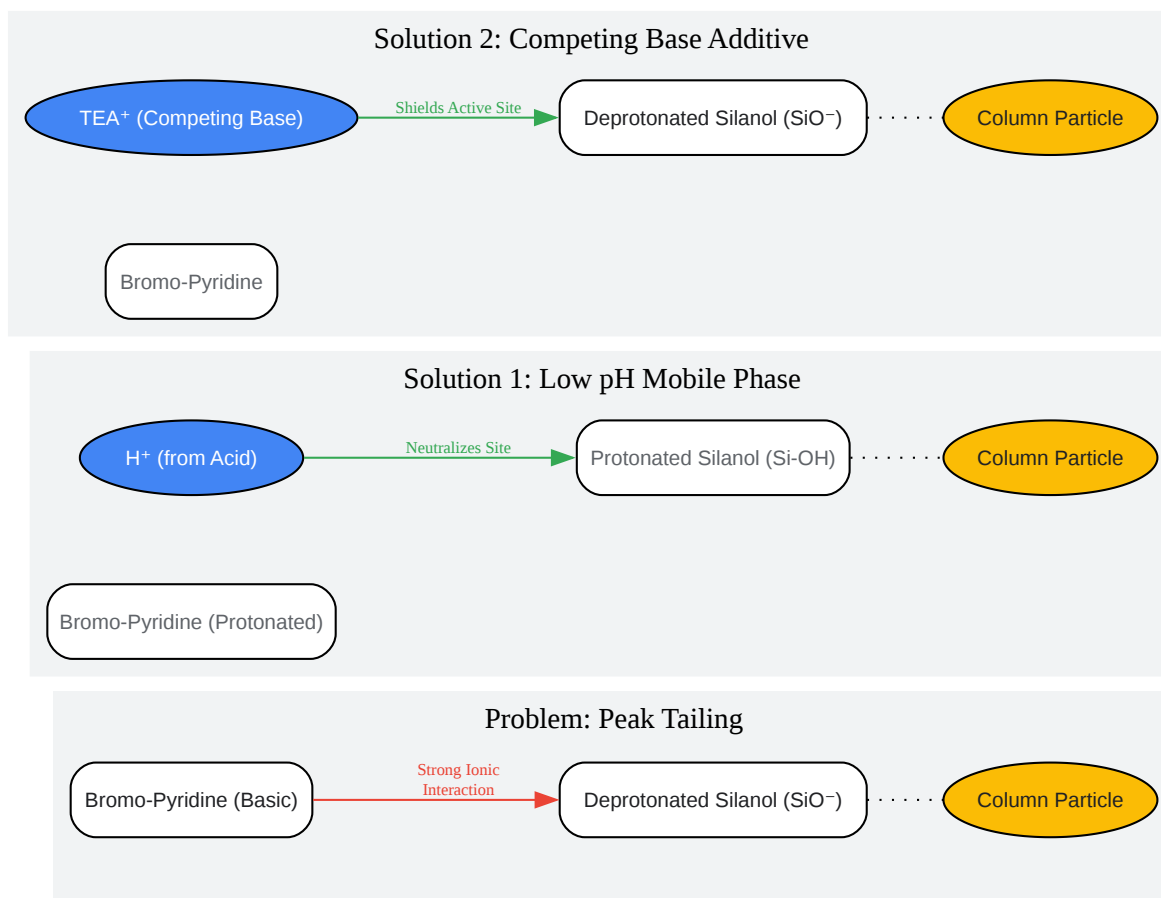 Solution 2: Competing Base Additive
TEA⁺ (Competing Base)
Shields Active Site
Deprotonated Silanol (SiO⁻)
Column Particle
Bromo-Pyridine
Solution 1: Low pH Mobile Phase
H⁺ (from Acid)
Neutralizes Site
Protonated Silanol (Si-OH)
Column Particle
Bromo-Pyridine (Protonated)
Problem: Peak Tailing
Bromo-Pyridine (Basic)
Strong Ionic
Interaction
Deprotonated Silanol (SiO⁻)
Column Particle